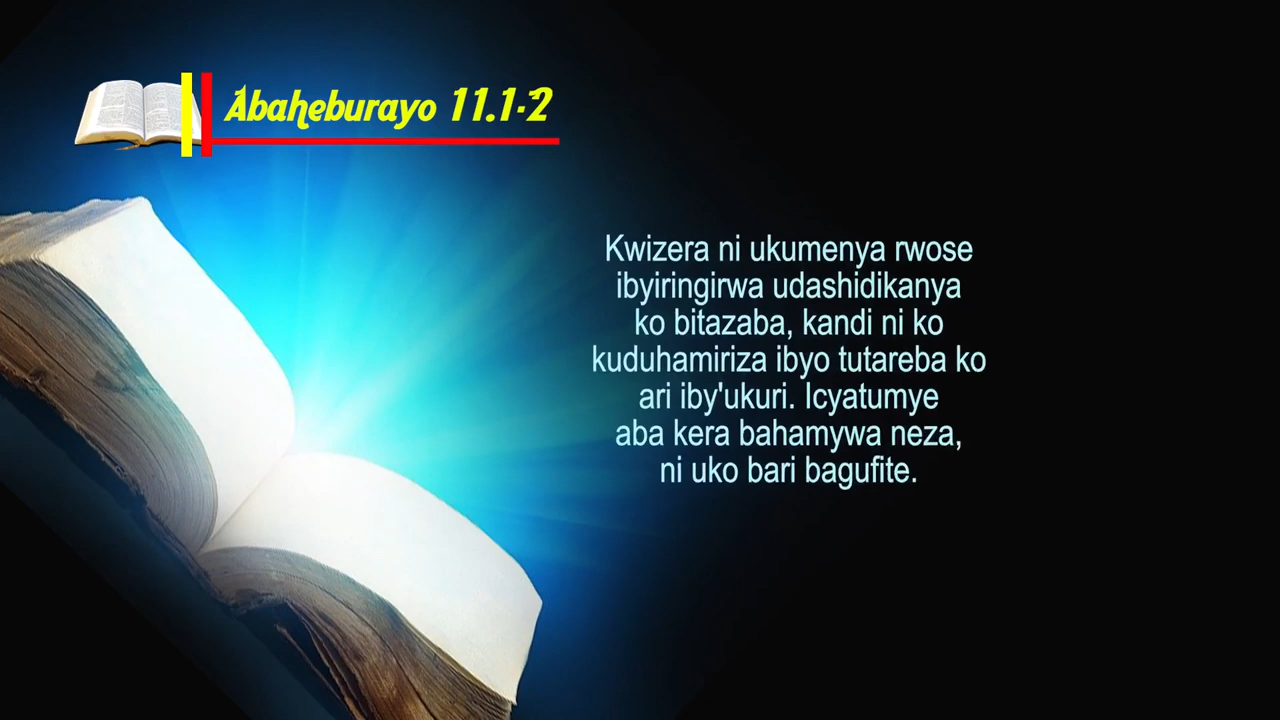 Abaheburayo 11.1-2
Kwizera ni ukumenya rwose
ibyiringirwa udashidikanya
ko bitazaba, kandi ni ko
kuduhamiriza ibyo tutareba ko
ari iby'ukuri. Icyatumye
aba kera bahamywa neza,
ni uko bari bagufite.